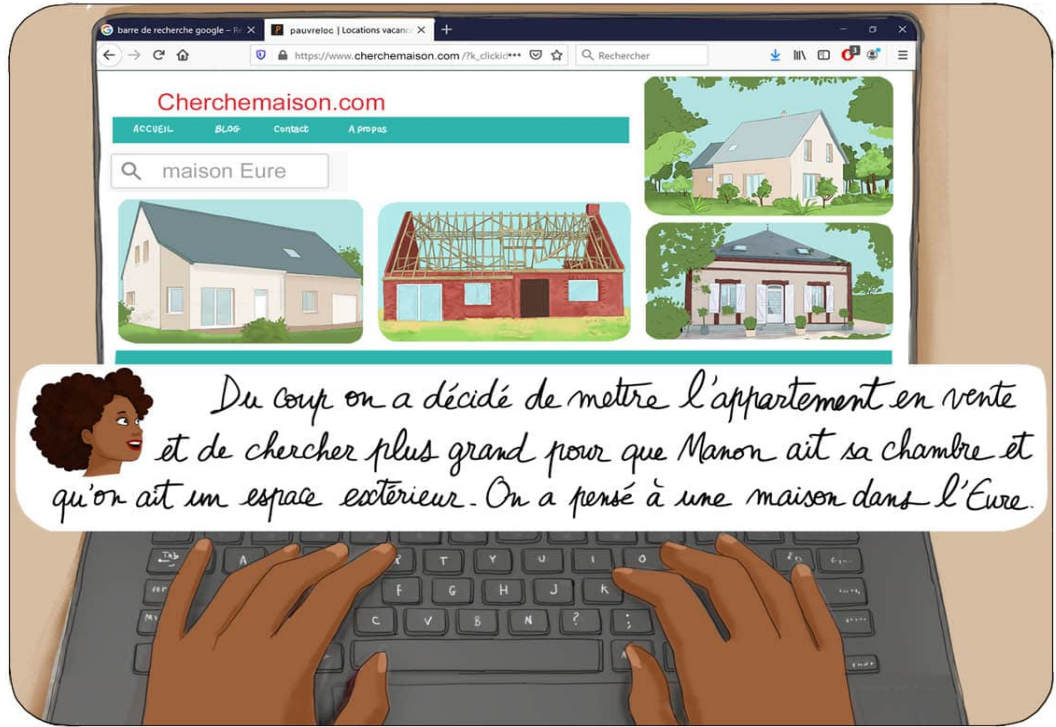 barre de recherche google – R
pauvreloc | Locations vacanc
https://www.cherchemaison.com /?k_clickid•••
Rechercher
3
Cherchemaison.com
ACCUEIL BLOG Contact A propos
maison Eure
Du coup on a décidé de mettre l'appartement en vente
et de chercher plus grand pour que Manon ait sa chambre et
qu'on ait un espace extérieur. On a pensé à une maison dans l'Eure.
Tab A R T Y U I O
F G H J K
C V B N ? ;